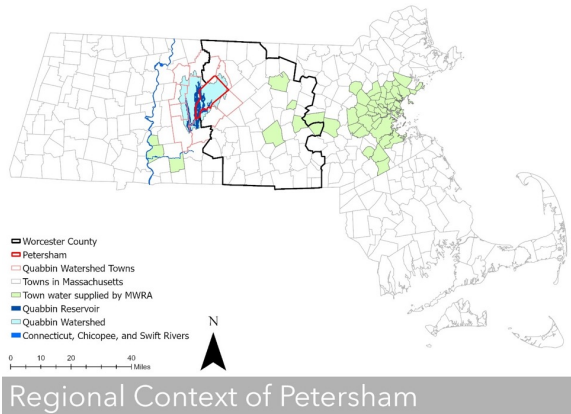 Worcester County
Petersham
Quabbin Watershed Towns
Towns in Massachusetts
Town water supplied by MWRA
Quabbin Reservoir
Quabbin Watershed
Connecticut, Chicopee, and Swift Rivers
N
0 10 20 40
Miles
Regional Context of Petersham